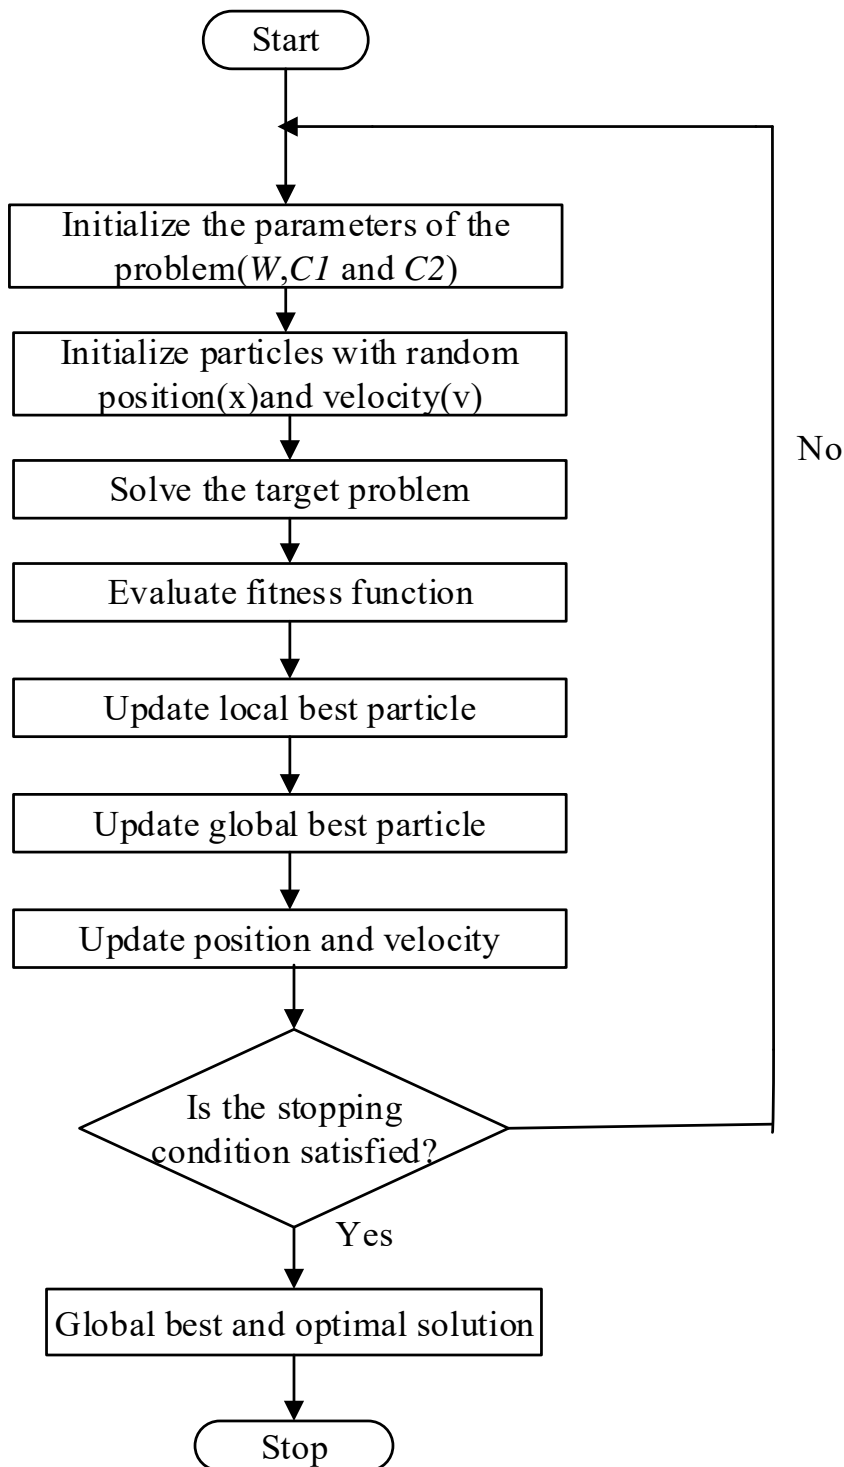 Start
Initialize the parameters of the
problem(W,C1 and C2)
Initialize particles with random
position(x)and velocity(v)
No
Solve the target problem
Evaluate fitness function
Update local best particle
Update global best particle
Update position and velocity
Is the stopping
condition satisfied?
Yes
Global best and optimal solution
Stop